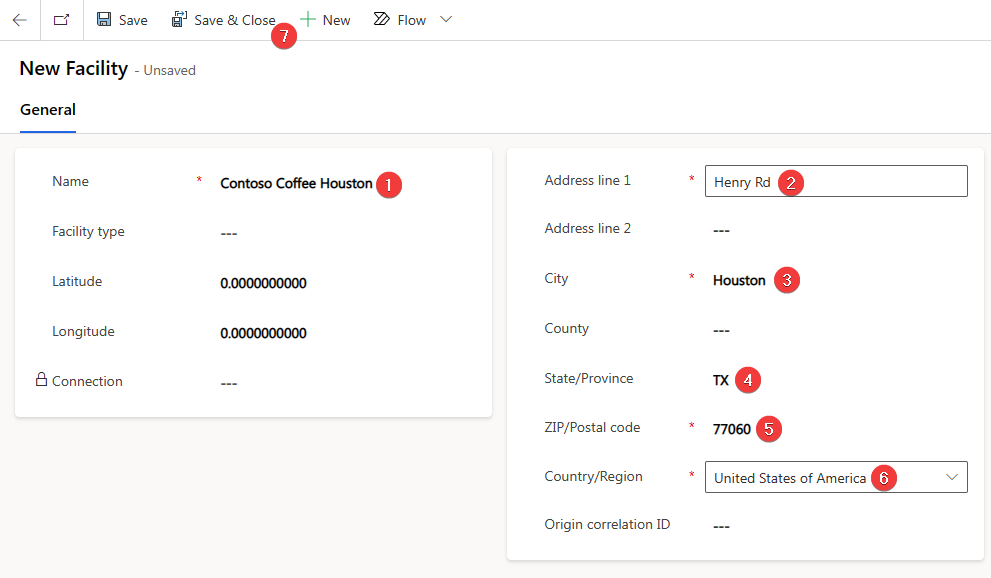 Save Save & Close New Flow
7
New Facility - Unsaved
General
Name * Contoso Coffee Houston 1
Facility type ---
Latitude 0.0000000000
Longitude 0.0000000000
Connection ---
Address line 1 * Henry Rd 2
Address line 2 ---
City * Houston 3
County ---
State/Province TX 4
ZIP/Postal code * 77060 5
Country/Region * United States of America 6
Origin correlation ID ---